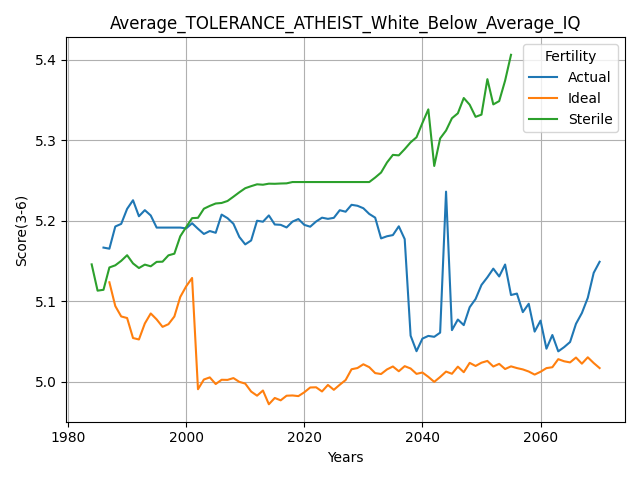 Average_TOLERANCE_ATHEIST_White_Below_Average_IQ
Fertility
Actual
Ideal
Sterile
Score(3-6)
5.4
5.3
5.2
5.1
5.0
1980
2000
2020
2040
2060
Years